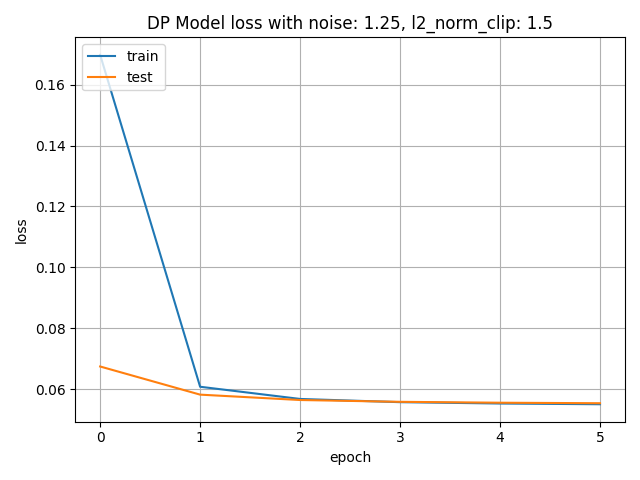 DP Model loss with noise: 1.25, l2_norm_clip: 1.5
train
test
0.16
0.14
0.12
0.10
0.08
0.06
loss
0 1 2 3 4 5
epoch